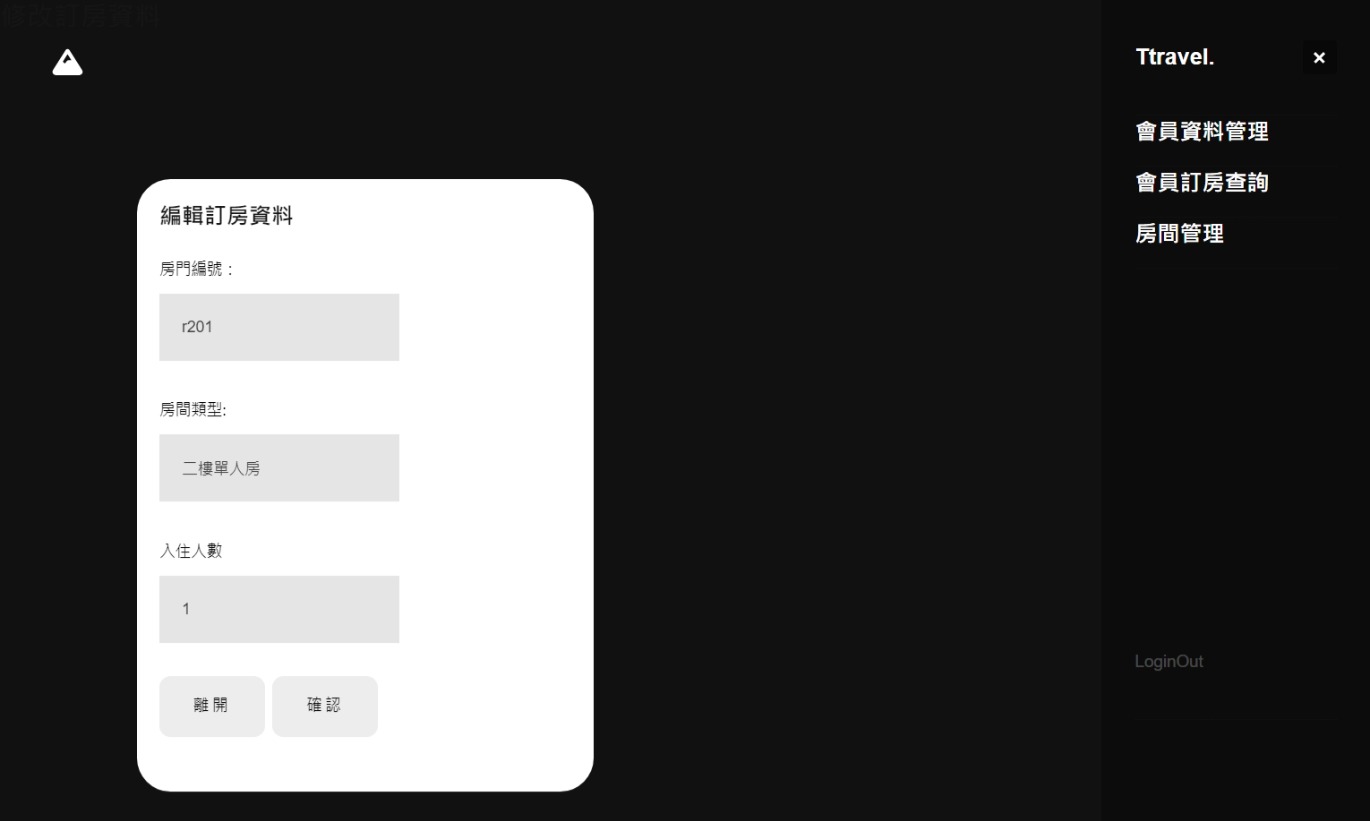 修改訂房資料
Ttravel.
×
會員資料管理
會員訂房查詢
房間管理
編輯訂房資料
房門編號：
r201
房間類型:
二樓單人房
入住人數
1
離開 確認
LoginOut